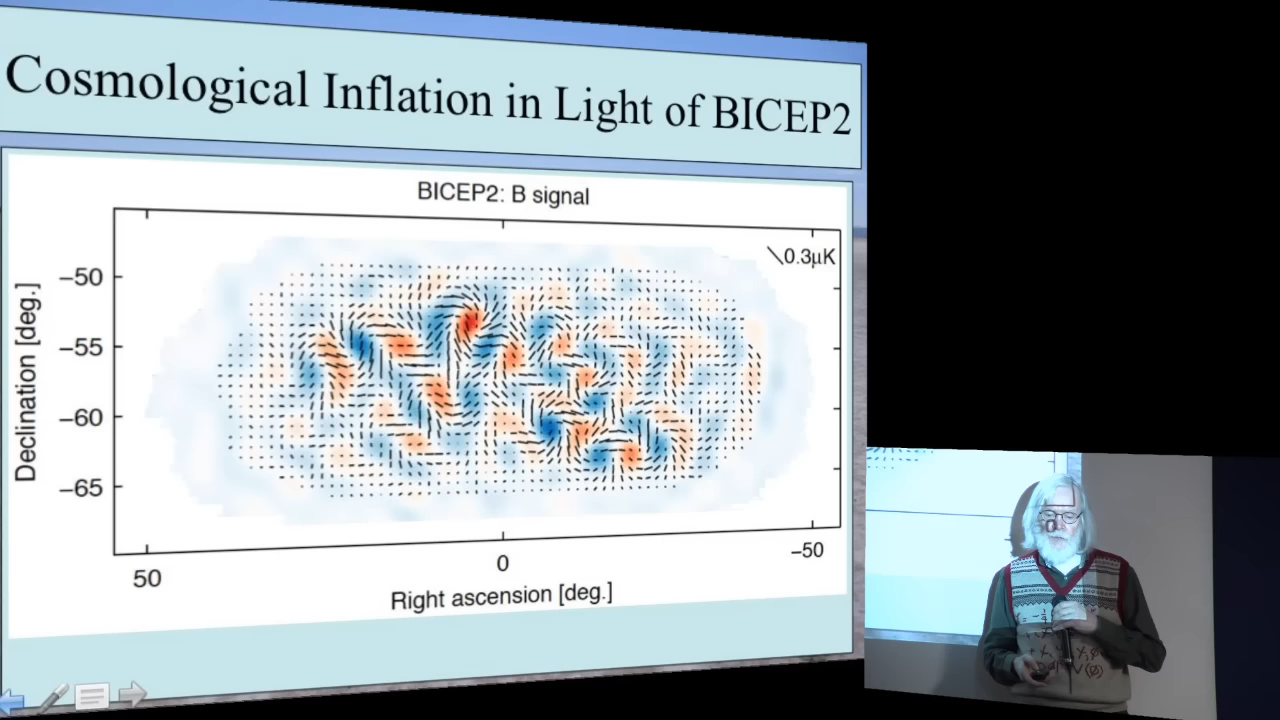 Cosmological Inflation in Light of BICEP2
BICEP2: B signal
0.3μK
−50
−55
−60
−65
Declination [deg.]
50
0
−50
Right ascension [deg.]